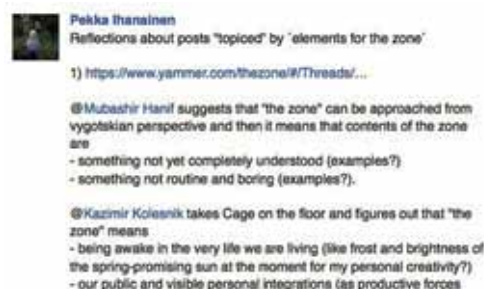 Pekka Ihanainen
Reflections about posts "topiced" by ´elements for the zone´
1) https://www.yammer.com/thezone/#/Threads/...
@Mubashir Hanif suggests that "the zone" can be approached from
vygotskian perspective and then it means that contents of the zone
are
- something not yet completely understood (examples?)
- something not routine and boring (examples?).
@Kazimir Kolesnik takes Cage on the floor and figures out that "the
zone" means
- being awake in the very life we are living (like frost and brightness of
the spring-promising sun at the moment for my personal creativity?)
- our public and visible personal integrations (as productive forces